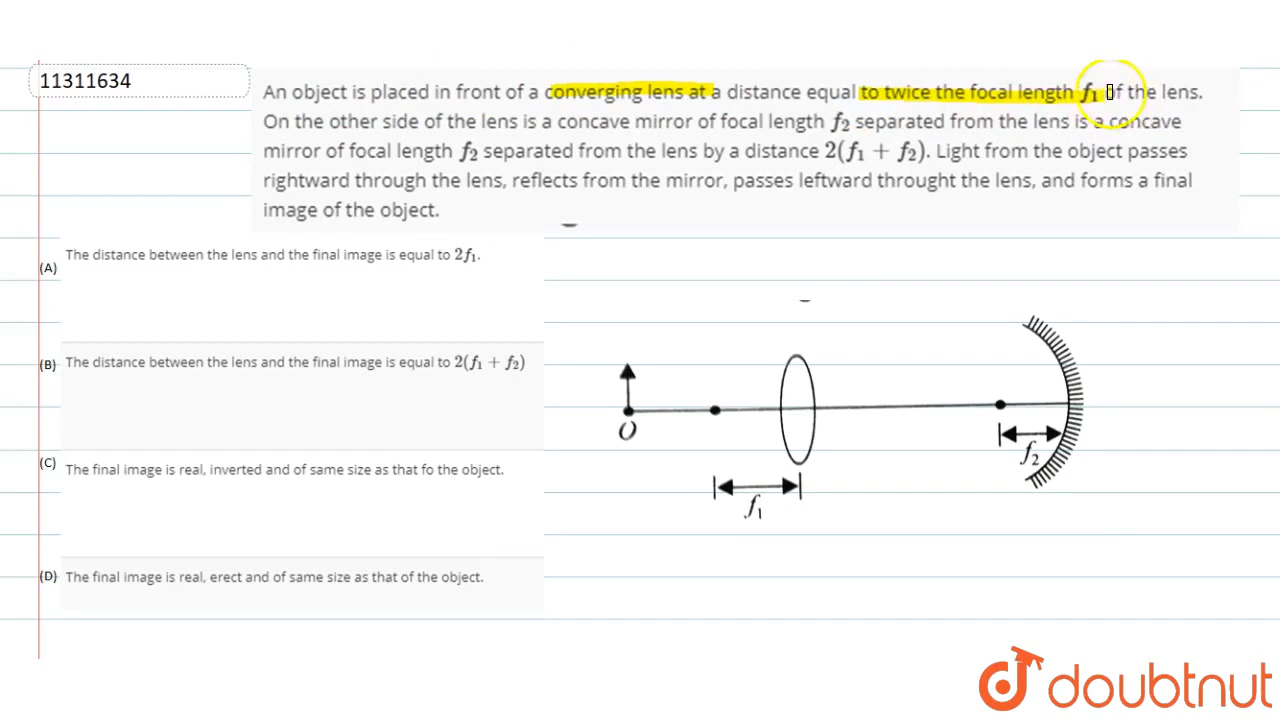 11311634
An object is placed in front of a converging lens at a distance equal to twice the focal length f₁ of the lens.
On the other side of the lens is a concave mirror of focal length f₂ separated from the lens is a concave
mirror of focal length f₂ separated from the lens by a distance 2(f₁ + f₂). Light from the object passes
rightward through the lens, reflects from the mirror, passes leftward throught the lens, and forms a final
image of the object.
(A) The distance between the lens and the final image is equal to 2f₁.
(B) The distance between the lens and the final image is equal to 2(f₁ + f₂)
(C) The final image is real, inverted and of same size as that fo the object.
(D) The final image is real, erect and of same size as that of the object.
O
f₁
f₂
doubtnut